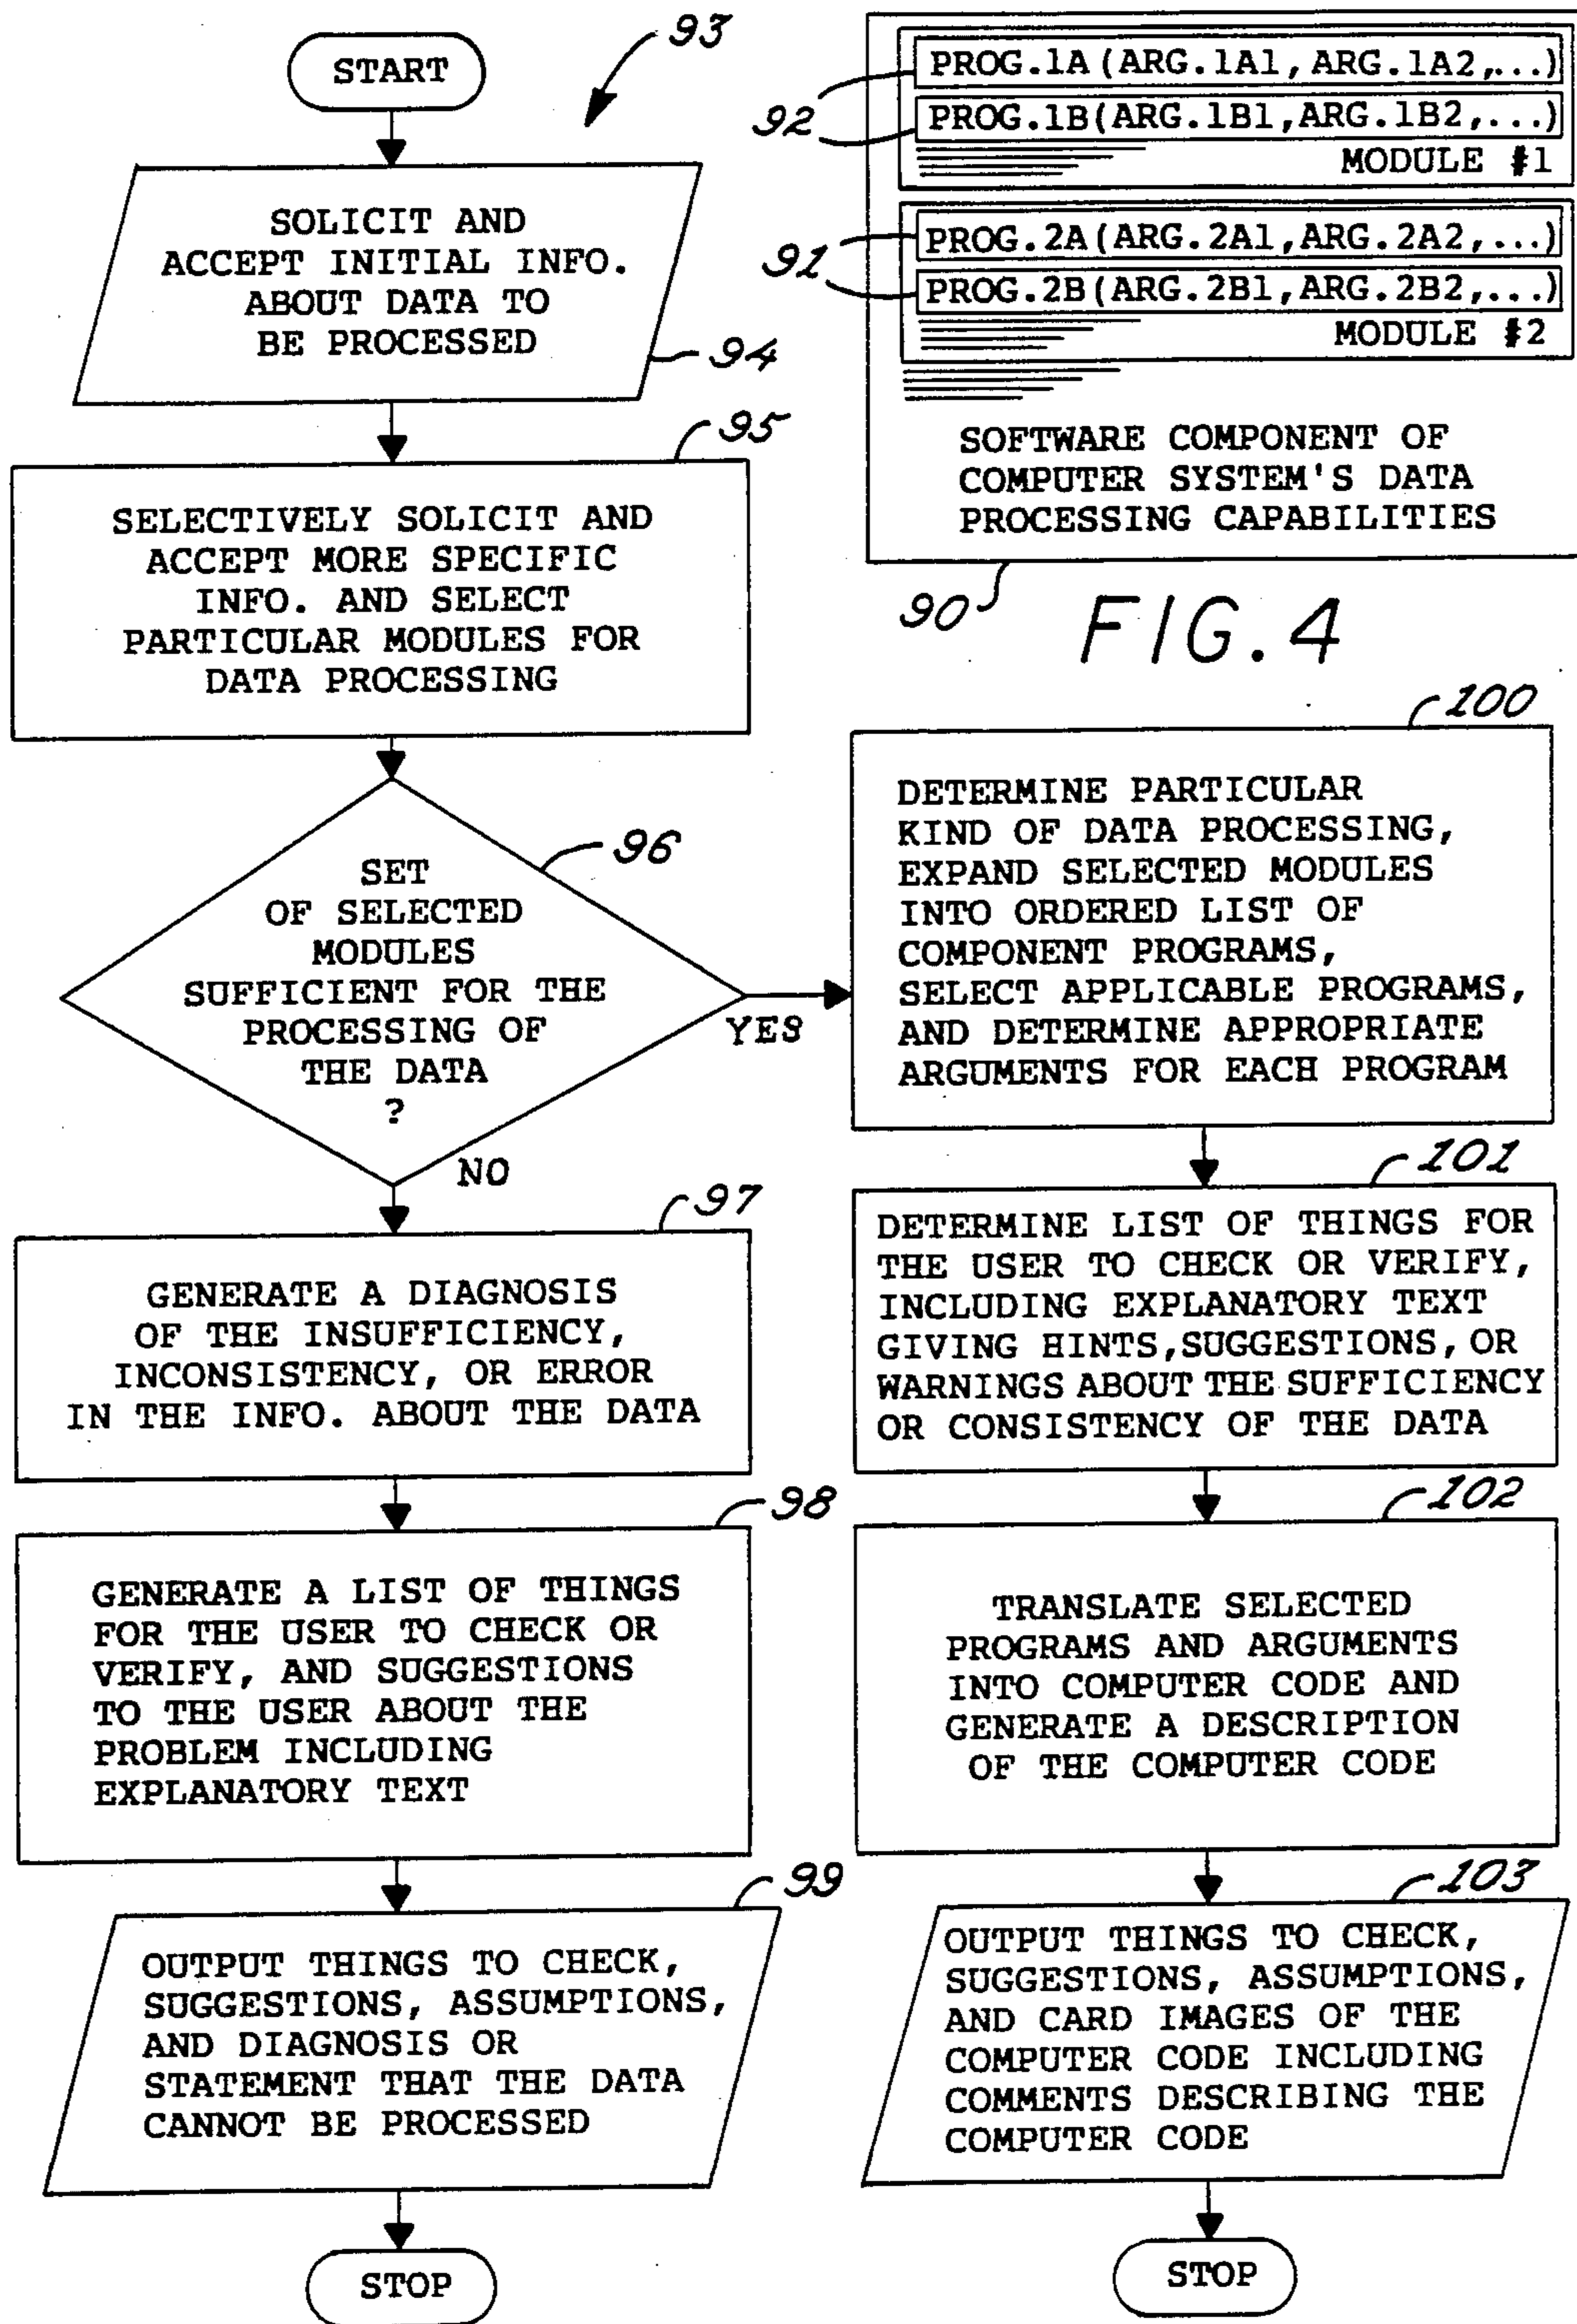 START
93
SOLICIT AND
ACCEPT INITIAL INFO.
ABOUT DATA TO
BE PROCESSED
94
95
SELECTIVELY SOLICIT AND
ACCEPT MORE SPECIFIC
INFO. AND SELECT
PARTICULAR MODULES FOR
DATA PROCESSING
96
SET
OF SELECTED
MODULES
SUFFICIENT FOR THE
PROCESSING OF
THE DATA
?
YES
NO
97
GENERATE A DIAGNOSIS
OF THE INSUFFICIENCY,
INCONSISTENCY, OR ERROR
IN THE INFO. ABOUT THE DATA
98
GENERATE A LIST OF THINGS
FOR THE USER TO CHECK OR
VERIFY, AND SUGGESTIONS
TO THE USER ABOUT THE
PROBLEM INCLUDING
EXPLANATORY TEXT
99
OUTPUT THINGS TO CHECK,
SUGGESTIONS, ASSUMPTIONS,
AND DIAGNOSIS OR
STATEMENT THAT THE DATA
CANNOT BE PROCESSED
STOP
92
PROG.1A(ARG.1A1,ARG.1A2,...)
PROG.1B(ARG.1B1,ARG.1B2,...)
MODULE #1
91
PROG.2A(ARG.2A1,ARG.2A2,...)
PROG.2B(ARG.2B1,ARG.2B2,...)
MODULE #2
SOFTWARE COMPONENT OF
COMPUTER SYSTEM'S DATA
PROCESSING CAPABILITIES
90
FIG. 4
100
DETERMINE PARTICULAR
KIND OF DATA PROCESSING,
EXPAND SELECTED MODULES
INTO ORDERED LIST OF
COMPONENT PROGRAMS,
SELECT APPLICABLE PROGRAMS,
AND DETERMINE APPROPRIATE
ARGUMENTS FOR EACH PROGRAM
101
DETERMINE LIST OF THINGS FOR
THE USER TO CHECK OR VERIFY,
INCLUDING EXPLANATORY TEXT
GIVING HINTS,SUGGESTIONS, OR
WARNINGS ABOUT THE SUFFICIENCY
OR CONSISTENCY OF THE DATA
102
TRANSLATE SELECTED
PROGRAMS AND ARGUMENTS
INTO COMPUTER CODE AND
GENERATE A DESCRIPTION
OF THE COMPUTER CODE
103
OUTPUT THINGS TO CHECK,
SUGGESTIONS, ASSUMPTIONS,
AND CARD IMAGES OF THE
COMPUTER CODE INCLUDING
COMMENTS DESCRIBING THE
COMPUTER CODE
STOP